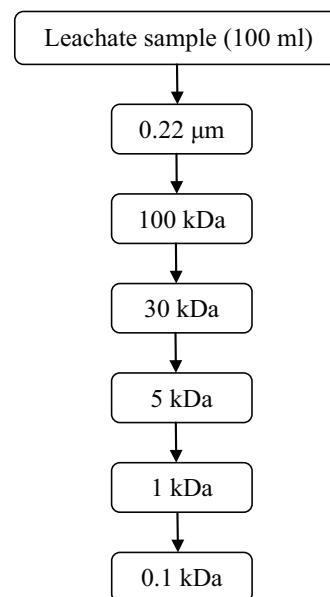 Leachate sample (100 ml)
0.22 μm
100 kDa
30 kDa
5 kDa
1 kDa
0.1 kDa